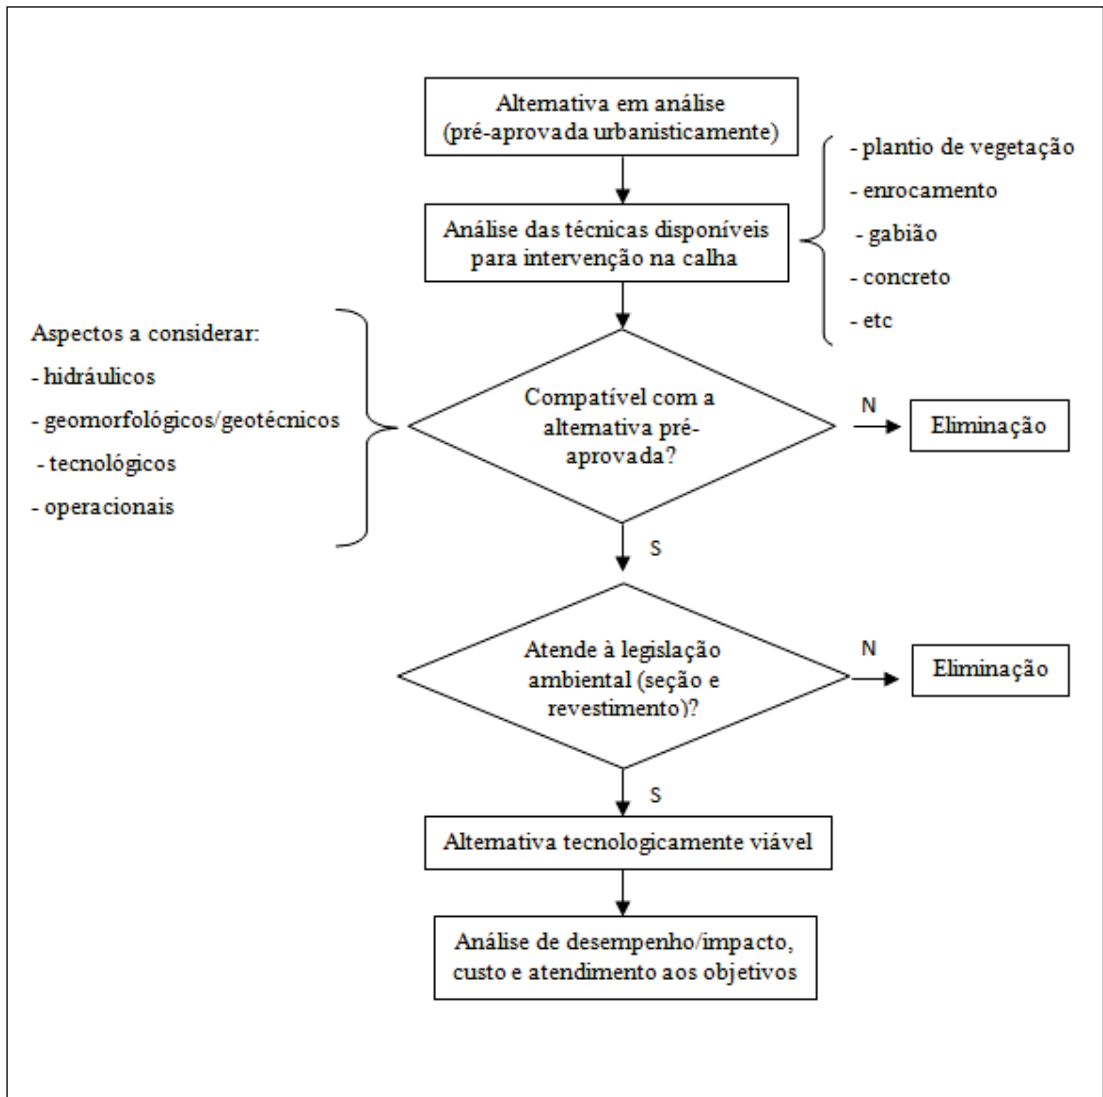 Alternativa em análise
(pré-aprovada urbanisticamente)
- plantio de vegetação
- enrocamento
- gabião
- concreto
- etc
Análise das técnicas disponíveis
para intervenção na calha
Aspectos a considerar:
- hidráulicos
- geomorfológicos/geotécnicos
- tecnológicos
- operacionais
Compatível com a
alternativa pré-
aprovada?
N
Eliminação
S
Atende à legislação
ambiental (seção e
revestimento)?
N
Eliminação
S
Alternativa tecnologicamente viável
Análise de desempenho/impacto,
custo e atendimento aos objetivos